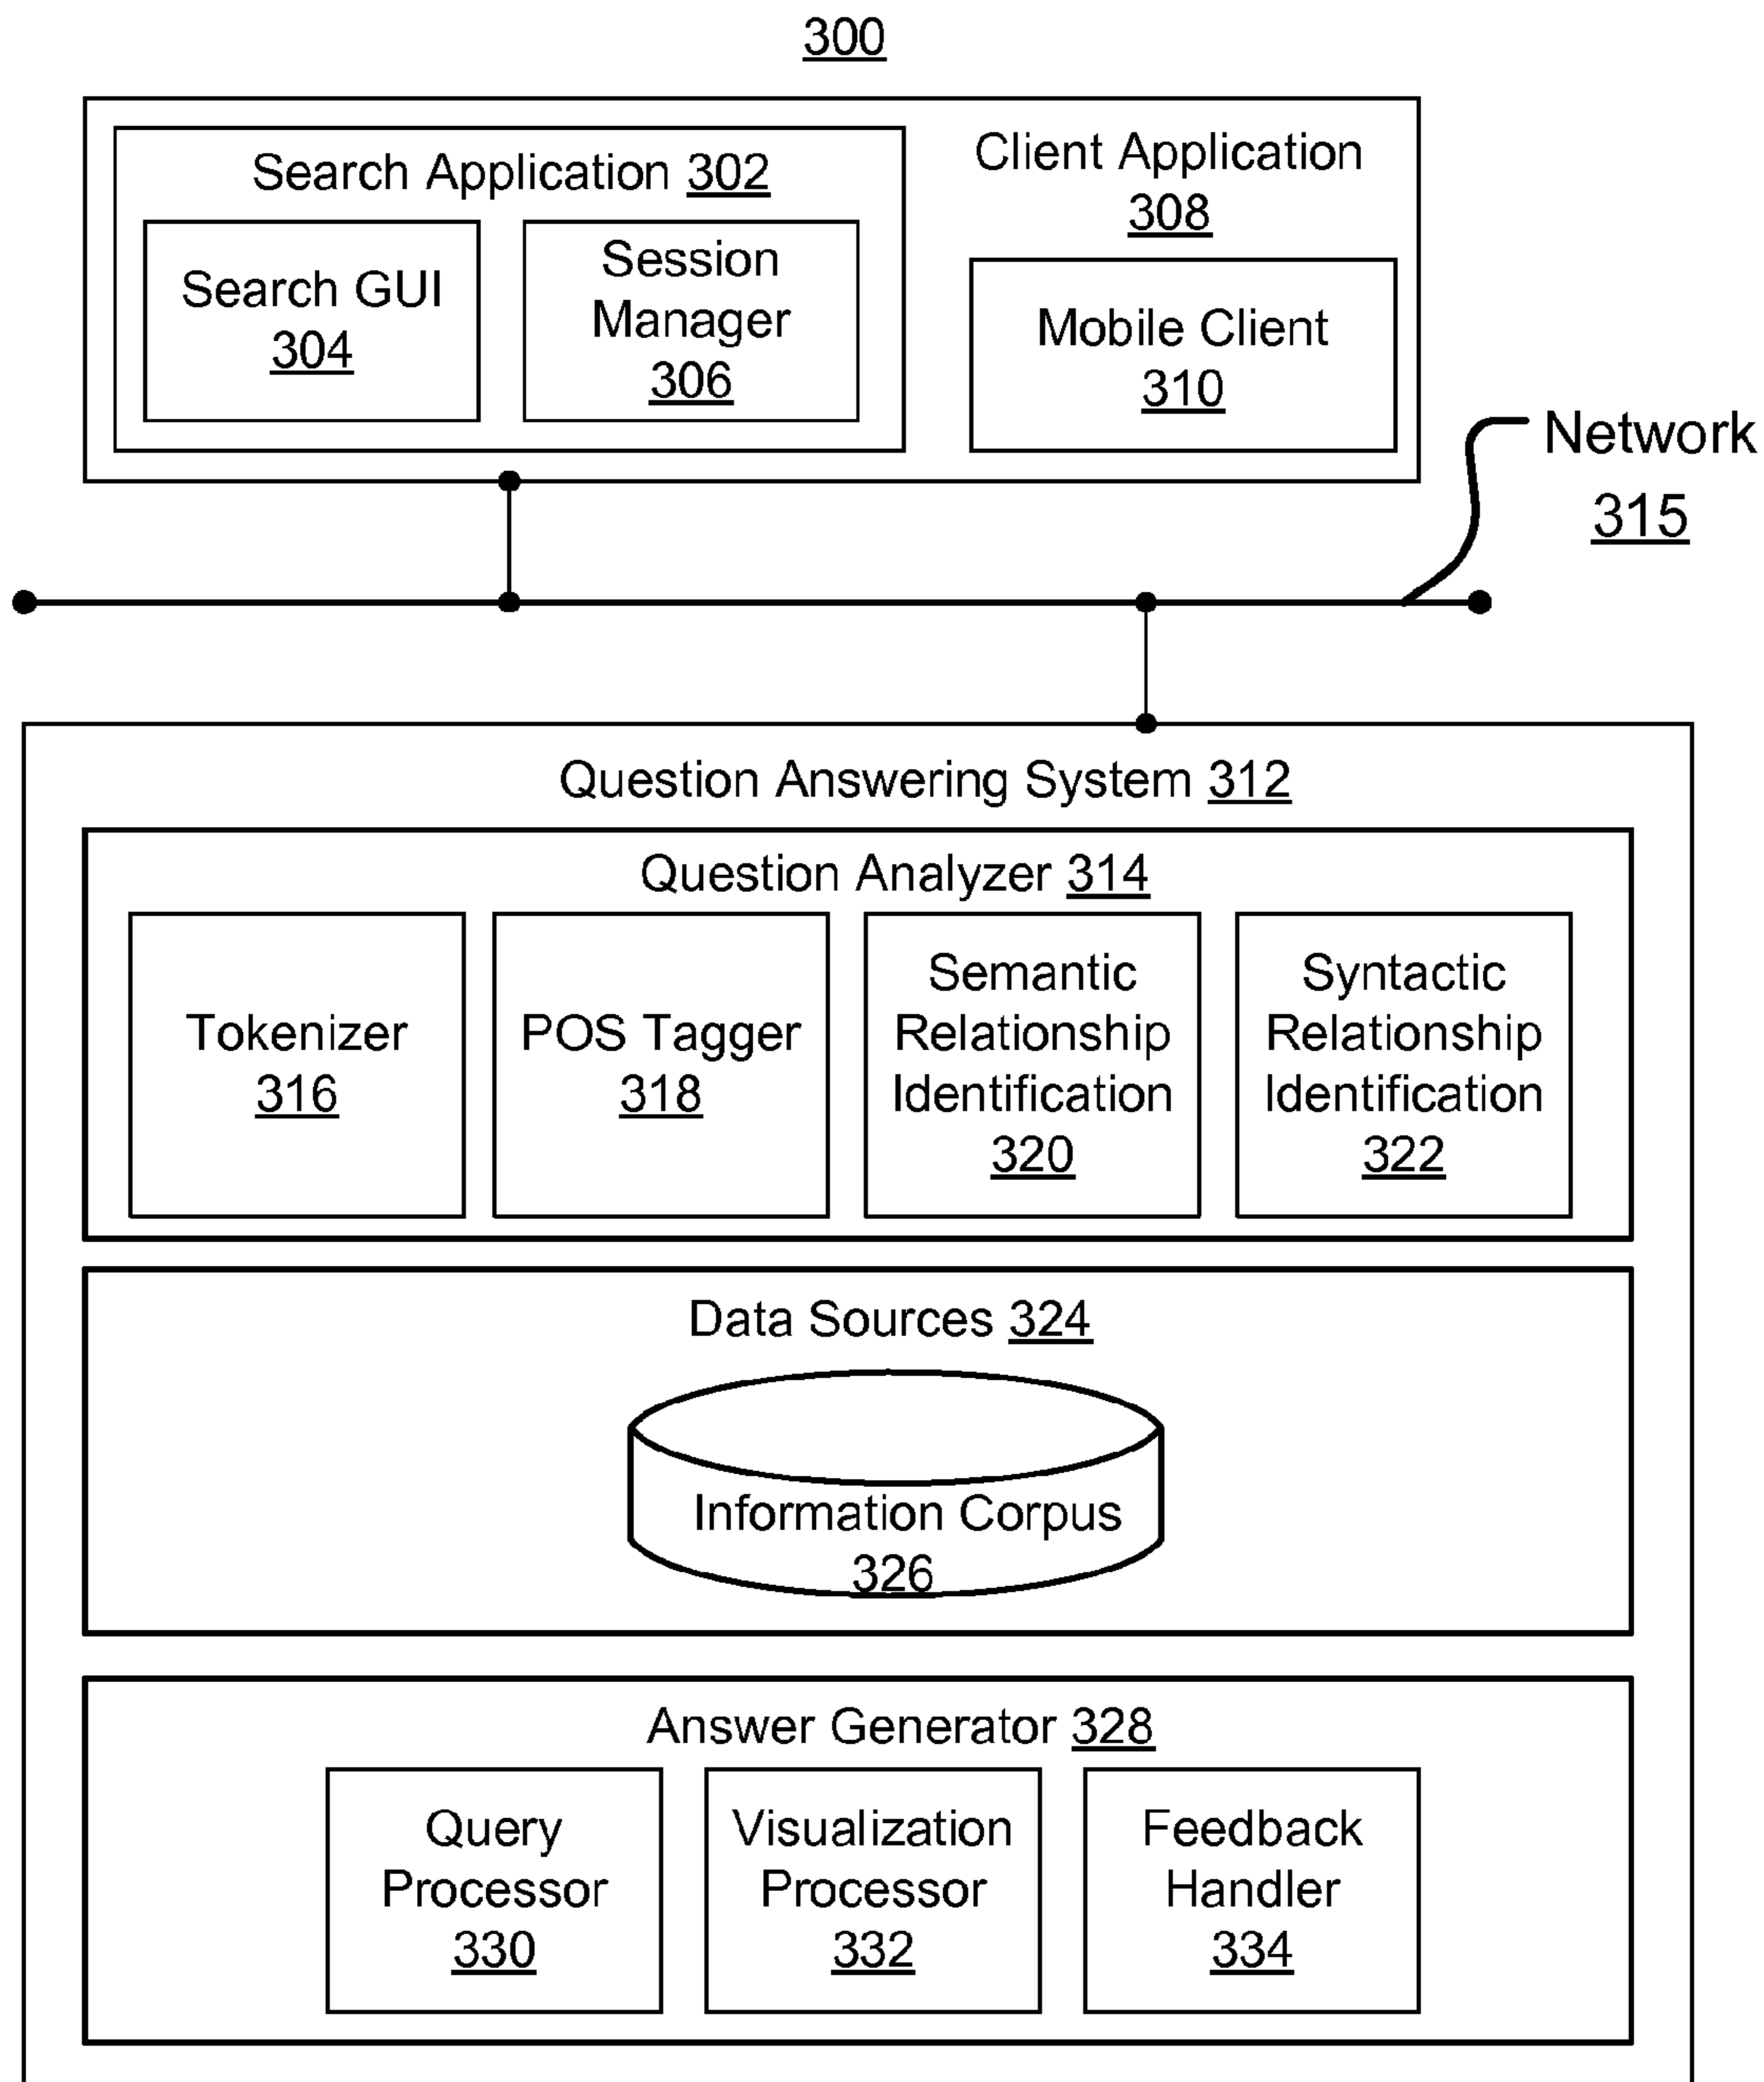 300
Search Application 302
Client Application
308
Search GUI
304
Session
Manager
306
Mobile Client
310
Network
315
Question Answering System 312
Question Analyzer 314
Tokenizer
316
POS Tagger
318
Semantic
Relationship
Identification
320
Syntactic
Relationship
Identification
322
Data Sources 324
Information Corpus
326
Answer Generator 328
Query
Processor
330
Visualization
Processor
332
Feedback
Handler
334